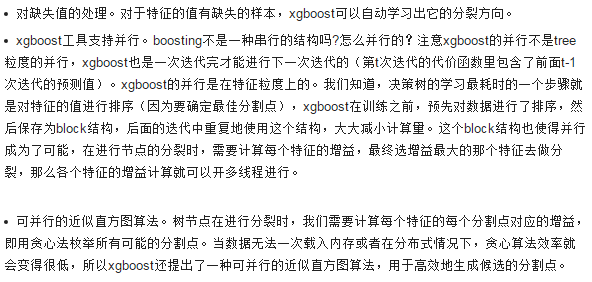 • 对缺失值的处理。对于特征的值有缺失的样本，xgboost可以自动学习出它的分裂方向。
• xgboost工具支持并行。boosting不是一种串行的结构吗?怎么并行的？注意xgboost的并行不是tree
粒度的并行，xgboost也是一次迭代完才能进行下一次迭代的（第t次迭代的代价函数里包含了前面t-1
次迭代的预测值）。xgboost的并行是在特征粒度上的。我们知道，决策树的学习最耗时的一个步骤就
是对特征的值进行排序（因为要确定最佳分割点），xgboost在训练之前，预先对数据进行了排序，然
后保存为block结构，后面的迭代中重复地使用这个结构，大大减小计算量。这个block结构也使得并行
成为了可能，在进行节点的分裂时，需要计算每个特征的增益，最终选增益最大的那个特征去做分
裂，那么各个特征的增益计算就可以开多线程进行。
• 可并行的近似直方图算法。树节点在进行分裂时，我们需要计算每个特征的每个分割点对应的增益，
即用贪心法枚举所有可能的分割点。当数据无法一次载入内存或者在分布式情况下，贪心算法效率就
会变得很低，所以xgboost还提出了一种可并行的近似直方图算法，用于高效地生成候选的分割点。